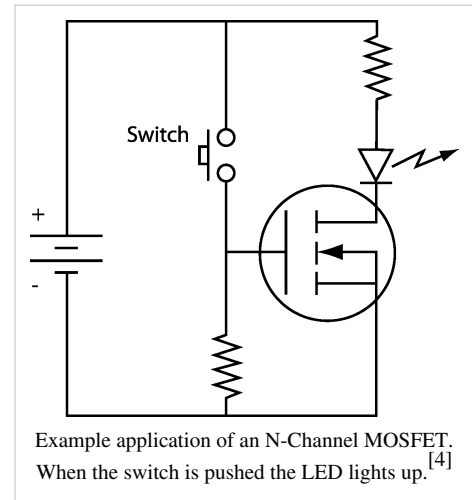 Switch
+
-
Example application of an N-Channel MOSFET.
When the switch is pushed the LED lights up.[4]